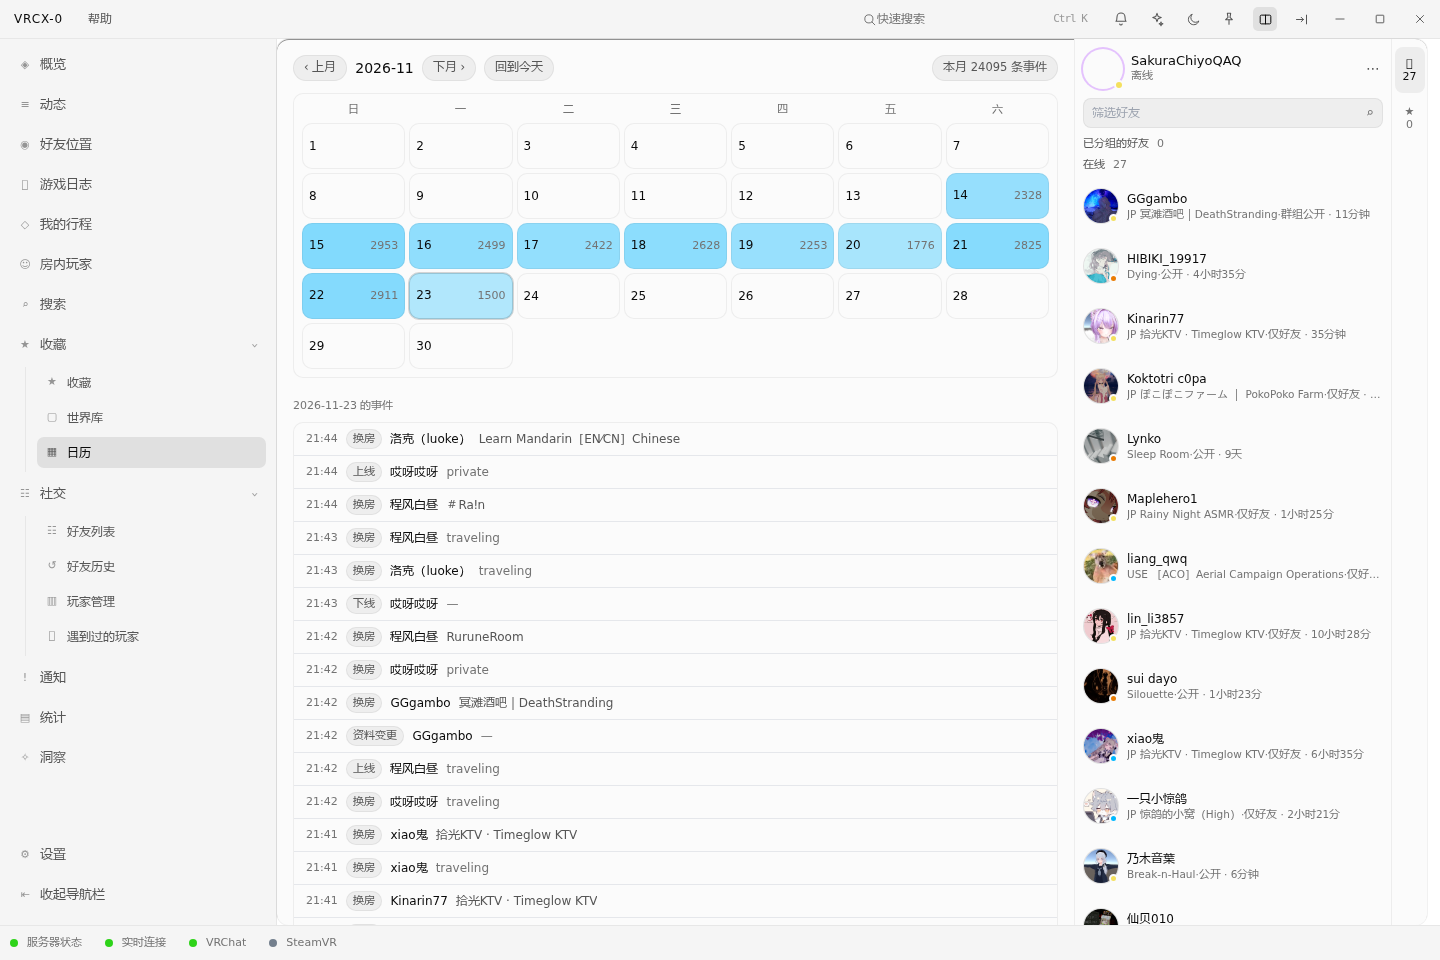 VRCX-0 帮助 快速搜索 Ctrl K
概览
动态
好友位置
游戏日志
我的行程
房内玩家
搜索
收藏
收藏
世界库
日历
社交
好友列表
好友历史
玩家管理
遇到过的玩家
通知
统计
洞察
设置
收起导航栏
‹ 上月 2026-11 下月 › 回到今天 本月 24095 条事件
日 一 二 三 四 五 六
1 2 3 4 5 6 7
8 9 10 11 12 13 14 2328
15 2953 16 2499 17 2422 18 2628 19 2253 20 1776 21 2825
22 2911 23 1500 24 25 26 27 28
29 30
2026-11-23 的事件
21:44 换房 洛克（luoke） Learn Mandarin［EN⁄CN］Chinese
21:44 上线 哎呀哎呀 private
21:44 换房 程风白昼 ＃Ra!n
21:43 换房 程风白昼 traveling
21:43 换房 洛克（luoke） traveling
21:43 下线 哎呀哎呀 —
21:42 换房 程风白昼 RuruneRoom
21:42 换房 哎呀哎呀 private
21:42 换房 GGgambo 冥滩酒吧｜DeathStranding
21:42 资料变更 GGgambo —
21:42 上线 程风白昼 traveling
21:42 换房 哎呀哎呀 traveling
21:41 换房 xiao鬼 拾光KTV · Timeglow KTV
21:41 换房 xiao鬼 traveling
21:41 换房 Kinarin77 拾光KTV · Timeglow KTV
SakuraChiyoQAQ
离线
筛选好友
已分组的好友 0
在线 27
GGgambo
JP 冥滩酒吧｜DeathStranding·群组公开 · 11分钟
HIBIKI_19917
Dying·公开 · 4小时35分
Kinarin77
JP 拾光KTV · Timeglow KTV·仅好友 · 35分钟
Koktotri c0pa
JP ぽこぽこファーム ｜ PokoPoko Farm·仅好友 · …
Lynko
Sleep Room·公开 · 9天
Maplehero1
JP Rainy Night ASMR·仅好友 · 1小时25分
liang_qwq
USE ［ACO］Aerial Campaign Operations·仅好…
lin_li3857
JP 拾光KTV · Timeglow KTV·仅好友 · 10小时28分
sui dayo
Silouette·公开 · 1小时23分
xiao鬼
JP 拾光KTV · Timeglow KTV·仅好友 · 6小时35分
一只小惊鸽
JP 惊鸽的小窝（High）·仅好友 · 2小时21分
乃木音葉
Break-n-Haul·公开 · 6分钟
仙贝010
27
0
服务器状态 实时连接 VRChat SteamVR